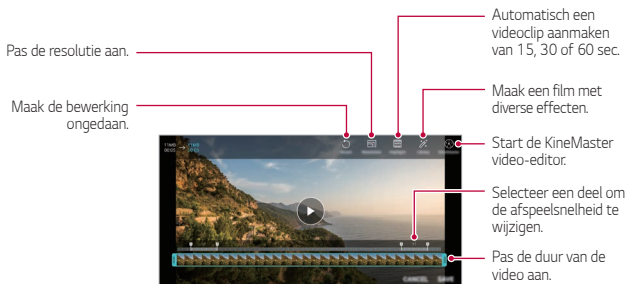 Automatisch een
videoclip aanmaken
van 15, 30 of 60 sec.
Pas de resolutie aan.
Maak een film met
diverse effecten.
Maak de bewerking
ongedaan.
Start de KineMaster
video-editor.
Selecteer een deel om
de afspeelsnelheid te
wijzigen.
Pas de duur van de
video aan.
CANCEL SAVE